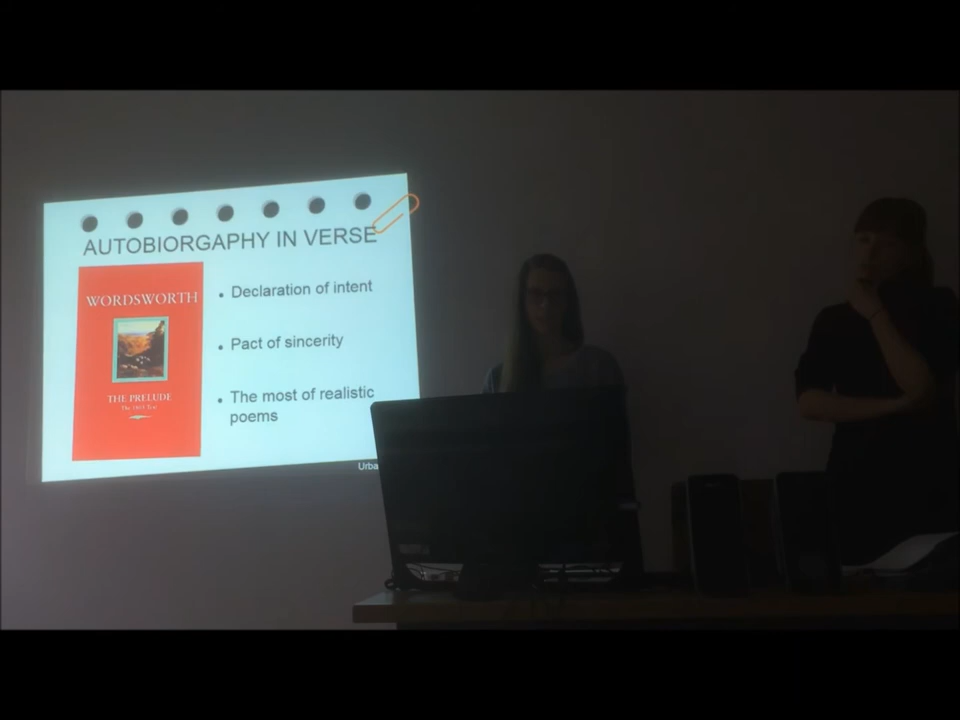 AUTOBIORGAPHY IN VERSE
WORDSWORTH
THE PRELUDE
• Declaration of intent
• Pact of sincerity
• The most of realistic
poems
Urba